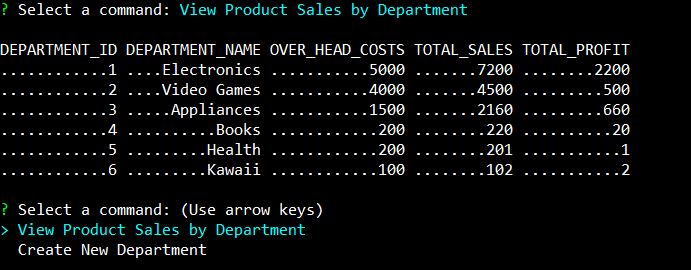 ? Select a command: View Product Sales by Department
DEPARTMENT_ID DEPARTMENT_NAME OVER_HEAD_COSTS TOTAL_SALES TOTAL_PROFIT
............1 ....Electronics ...........5000 .......7200 ........2200
............2 ....Video Games ...........4000 .......4500 .........500
............3 .....Appliances ...........1500 .......2160 .........660
............4 ..........Books ............200 ........220 ..........20
............5 .........Health ............200 ........201 ...........1
............6 .........Kawaii ............100 ........102 ...........2
? Select a command: (Use arrow keys)
> View Product Sales by Department
Create New Department